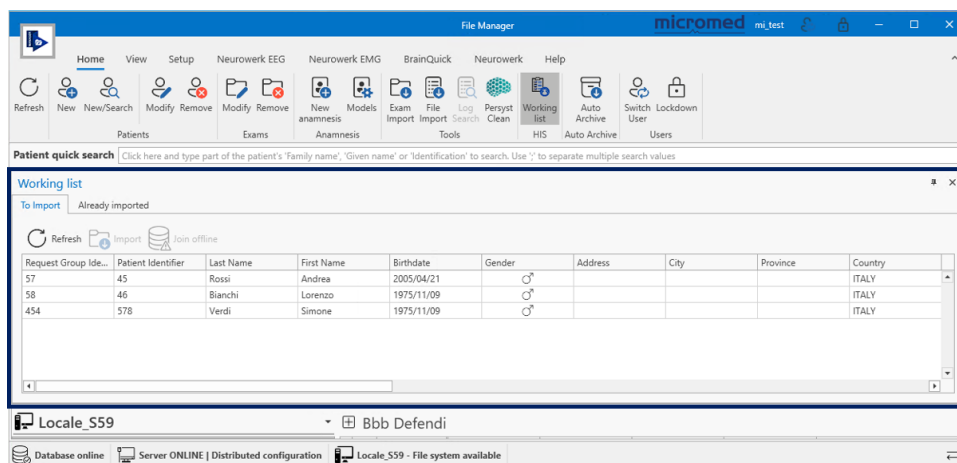 File Manager
micromed
mi_test
Home View Setup Neurowerk EEG Neurowerk EMG BrainQuick Neurowerk Help
Refresh New New/Search Modify Remove Modify Remove New anamnesis Models Exam Import File Import Log Search Persyst Clean Working list Auto Archive Switch User Lockdown
Patients Exams Anamnesis Tools HIS Auto Archive Users
Patient quick search Click here and type part of the patient's 'Family name', 'Given name' or 'Identification' to search. Use ';' to separate multiple search values
Working list
To Import Already imported
Refresh Import Join offline
Request Group Ide... Patient Identifier Last Name First Name Birthdate Gender Address City Province Country
57 45 Rossi Andrea 2005/04/21 ITALY
58 46 Bianchi Lorenzo 1975/11/09 ITALY
454 578 Verdi Simone 1975/11/09 ITALY
Locale_S59 Bbb Defendi
Database online Server ONLINE | Distributed configuration Locale_S59 - File system available